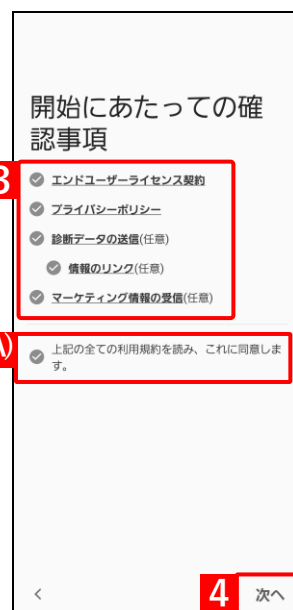 開始にあたっての確
認事項
3
エンドユーザーライセンス契約
プライバシーポリシー
診断データの送信(任意)
情報のリンク(任意)
マーケティング情報の受信(任意)
上記の全ての利用規約を読み、これに同意しま
す。
4
次へ